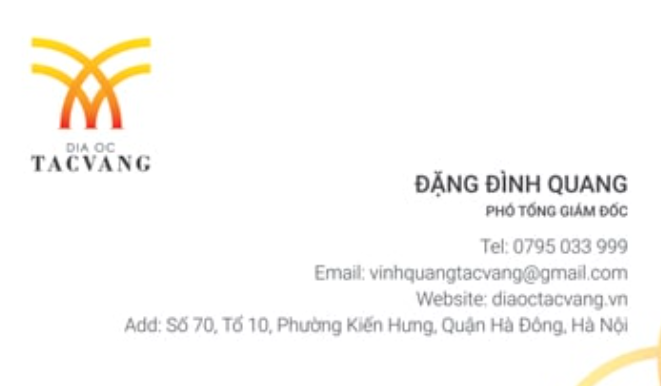 DIA OC
TACVANG
ĐẶNG ĐÌNH QUANG
PHÓ TỔNG GIÁM ĐỐC
Tel: 0795 033 999
Email: vinhquangtacvang@gmail.com
Website: diaoctacvang.vn
Add: Số 70, Tổ 10, Phường Kiến Hưng, Quận Hà Đông, Hà Nội